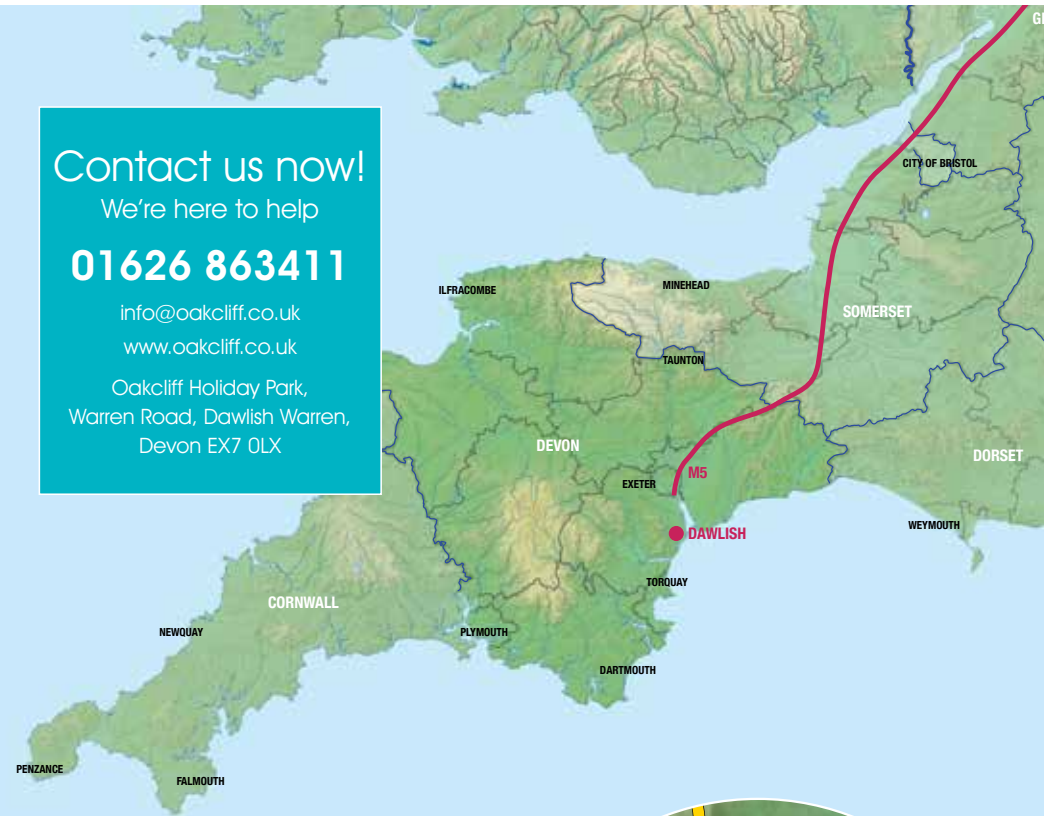 Contact us now!
We're here to help
01626 863411
info@oakcliff.co.uk
www.oakcliff.co.uk
Oakcliff Holiday Park,
Warren Road, Dawlish Warren,
Devon EX7 0LX
CITY OF BRISTOL
ILFRACOMBE
MINEHEAD
SOMERSET
TAUNTON
DEVON
DORSET
M5
EXETER
WEYMOUTH
DAWLISH
TORQUAY
CORNWALL
NEWQUAY
PLYMOUTH
DARTMOUTH
PENZANCE
FALMOUTH